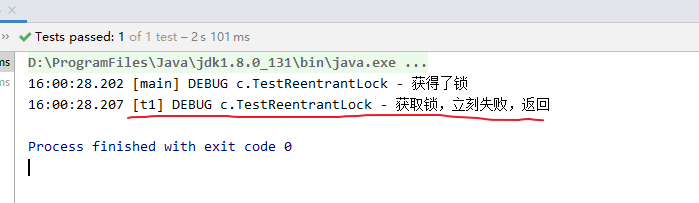 Tests passed: 1 of 1 test – 2 s 101 ms
ms
ms
D:\ProgramFiles\Java\jdk1.8.0_131\bin\java.exe ...
16:00:28.202 [main] DEBUG c.TestReentrantLock - 获得了锁
16:00:28.207 [t1] DEBUG c.TestReentrantLock - 获取锁，立刻失败，返回
Process finished with exit code 0